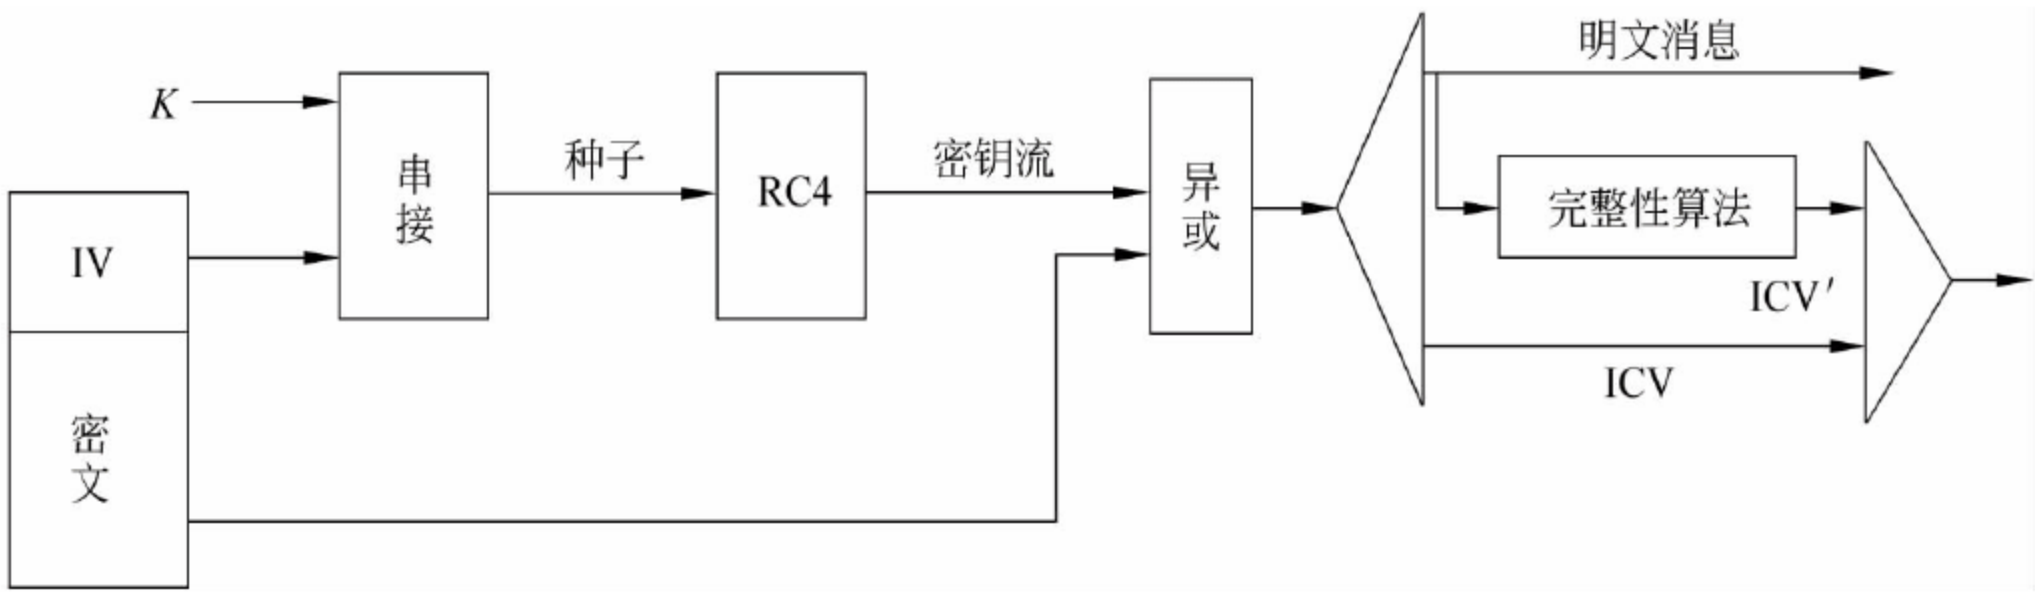 明文消息
K
串接
种子
RC4
密钥流
异或
完整性算法
IV
ICV′
ICV
密文